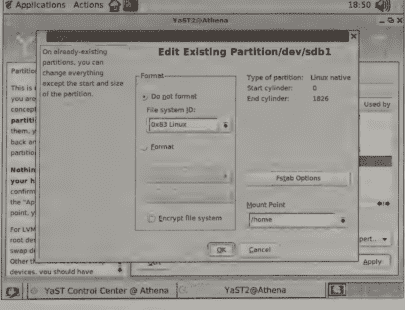 Applications Actions 18:50
YaST2@Athena
Edit Existing Partition/dev/sdb1
On already-existing
partitions, you can
change everything
except the start and size
of the partition.
Format
Do not format
File system ID:
0x83 Linux
Format
Encrypt file system
Type of partition: Linux native
Start cylinder: 0
End cylinder: 1826
Fstab Options
Mount Point
/home
OK Cancel
Partition
This is
you are
concept
partiti
them, y
back an
partitio
Nothin
your h
confirm
the "Ap
point, y
For LVM
root dev
swap de
Other th
devices, you should have
Used by
pert..
Apply
YaST Control Center @ Athena YaST2@Athena